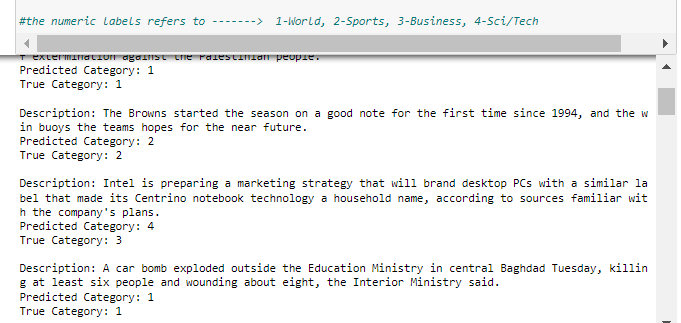 #the numeric labels refers to -------> 1-World, 2-Sports, 3-Business, 4-Sci/Tech
f extermination against the Palestinian people.
Predicted Category: 1
True Category: 1
Description: The Browns started the season on a good note for the first time since 1994, and the w
in buoys the teams hopes for the near future.
Predicted Category: 2
True Category: 2
Description: Intel is preparing a marketing strategy that will brand desktop PCs with a similar la
bel that made its Centrino notebook technology a household name, according to sources familiar wit
h the company's plans.
Predicted Category: 4
True Category: 3
Description: A car bomb exploded outside the Education Ministry in central Baghdad Tuesday, killin
g at least six people and wounding about eight, the Interior Ministry said.
Predicted Category: 1
True Category: 1